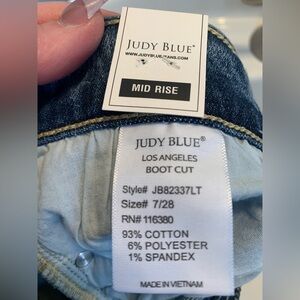 JUDY BLUE®
WWW.JUDYBLUEJEANS.COM
MID RISE
JUDY BLUE®
LOS ANGELES
BOOT CUT
Style# JB82337LT
Size# 7/28
RN# 116380
93% COTTON
6% POLYESTER
1% SPANDEX
MADE IN VIETNAM